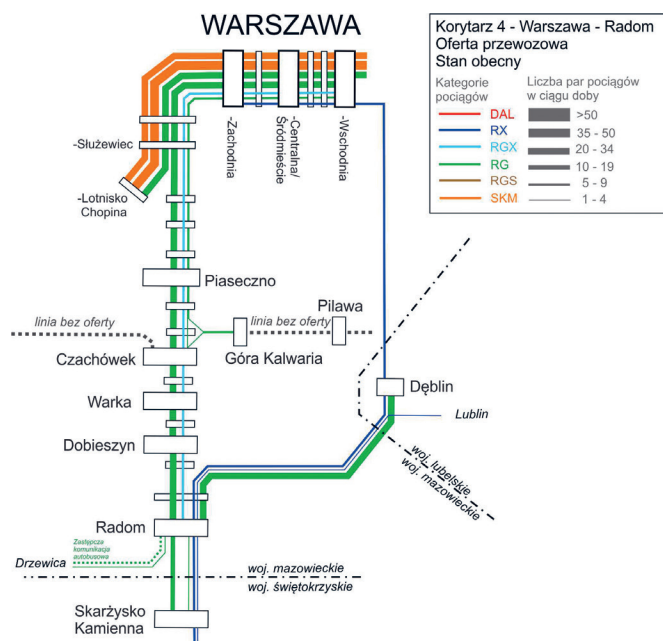 WARSZAWA
Korytarz 4 - Warszawa - Radom
Oferta przewozowa
Stan obecny
Kategorie
pociągów
Liczba par pociągów
w ciągu doby
DAL
RX
RGX
RG
RGS
SKM
>50
35 - 50
20 - 34
10 - 19
5 - 9
1 - 4
-Zachodnia
-Centralna/
Śródmieście
-Wschodnia
-Służewiec
-Lotnisko
Chopina
Piaseczno
linia bez oferty
linia bez oferty
Pilawa
Czachówek
Góra Kalwaria
Dęblin
Warka
Lublin
Dobieszyn
woj. lubelskie
woj. mazowieckie
Radom
Zastępcza
komunikacja
autobusowa
Drzewica
woj. mazowieckie
woj. świętokrzyskie
Skarżysko
Kamienna